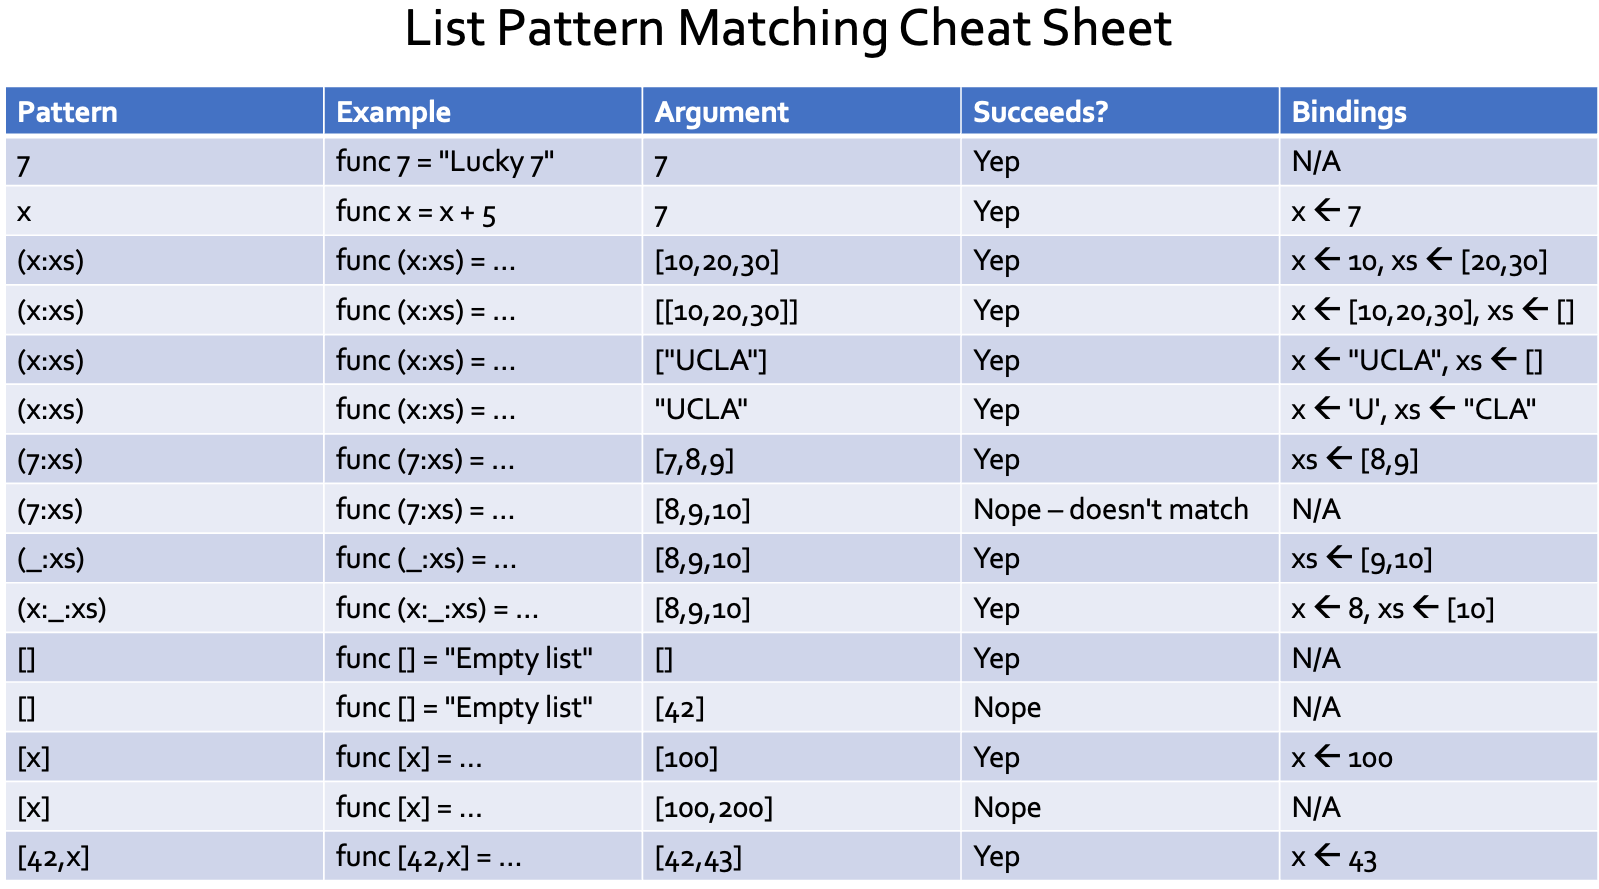 List Pattern Matching Cheat Sheet
Pattern Example Argument Succeeds? Bindings
7 func 7 = "Lucky 7" 7 Yep N/A
x func x = x + 5 7 Yep x ← 7
(x:xs) func (x:xs) = ... [10,20,30] Yep x ← 10, xs ← [20,30]
(x:xs) func (x:xs) = ... [[10,20,30]] Yep x ← [10,20,30], xs ← []
(x:xs) func (x:xs) = ... ["UCLA"] Yep x ← "UCLA", xs ← []
(x:xs) func (x:xs) = ... "UCLA" Yep x ← 'U', xs ← "CLA"
(7:xs) func (7:xs) = ... [7,8,9] Yep xs ← [8,9]
(7:xs) func (7:xs) = ... [8,9,10] Nope – doesn't match N/A
(_:xs) func (_:xs) = ... [8,9,10] Yep xs ← [9,10]
(x:_:xs) func (x:_:xs) = ... [8,9,10] Yep x ← 8, xs ← [10]
[] func [] = "Empty list" [] Yep N/A
[] func [] = "Empty list" [42] Nope N/A
[x] func [x] = ... [100] Yep x ← 100
[x] func [x] = ... [100,200] Nope N/A
[42,x] func [42,x] = ... [42,43] Yep x ← 43